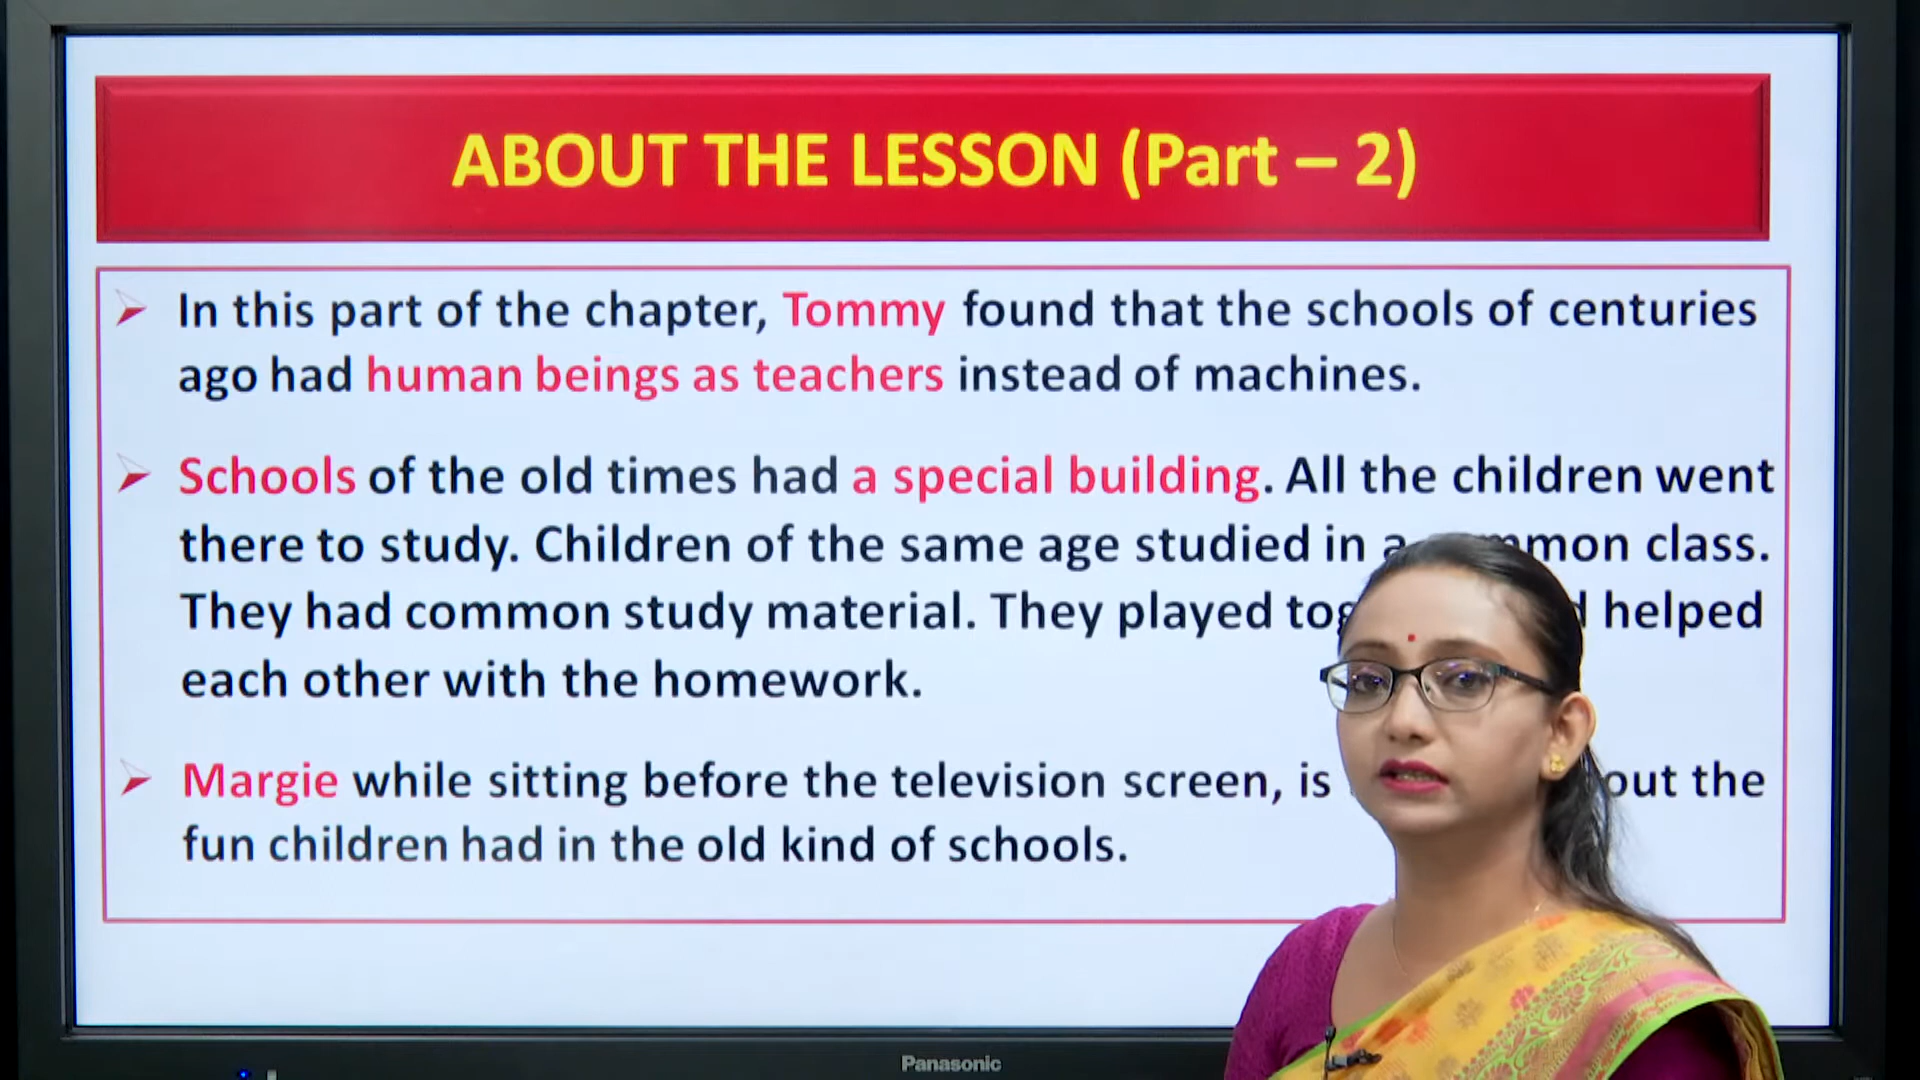 ABOUT THE LESSON (Part – 2)
In this part of the chapter, Tommy found that the schools of centuries
ago had human beings as teachers instead of machines.
Schools of the old times had a special building. All the children went
there to study. Children of the same age studied in a class.
They had common study material. They played helped
each other with the homework.
Margie while sitting before the television screen, is the
fun children had in the old kind of schools.
Panasonic